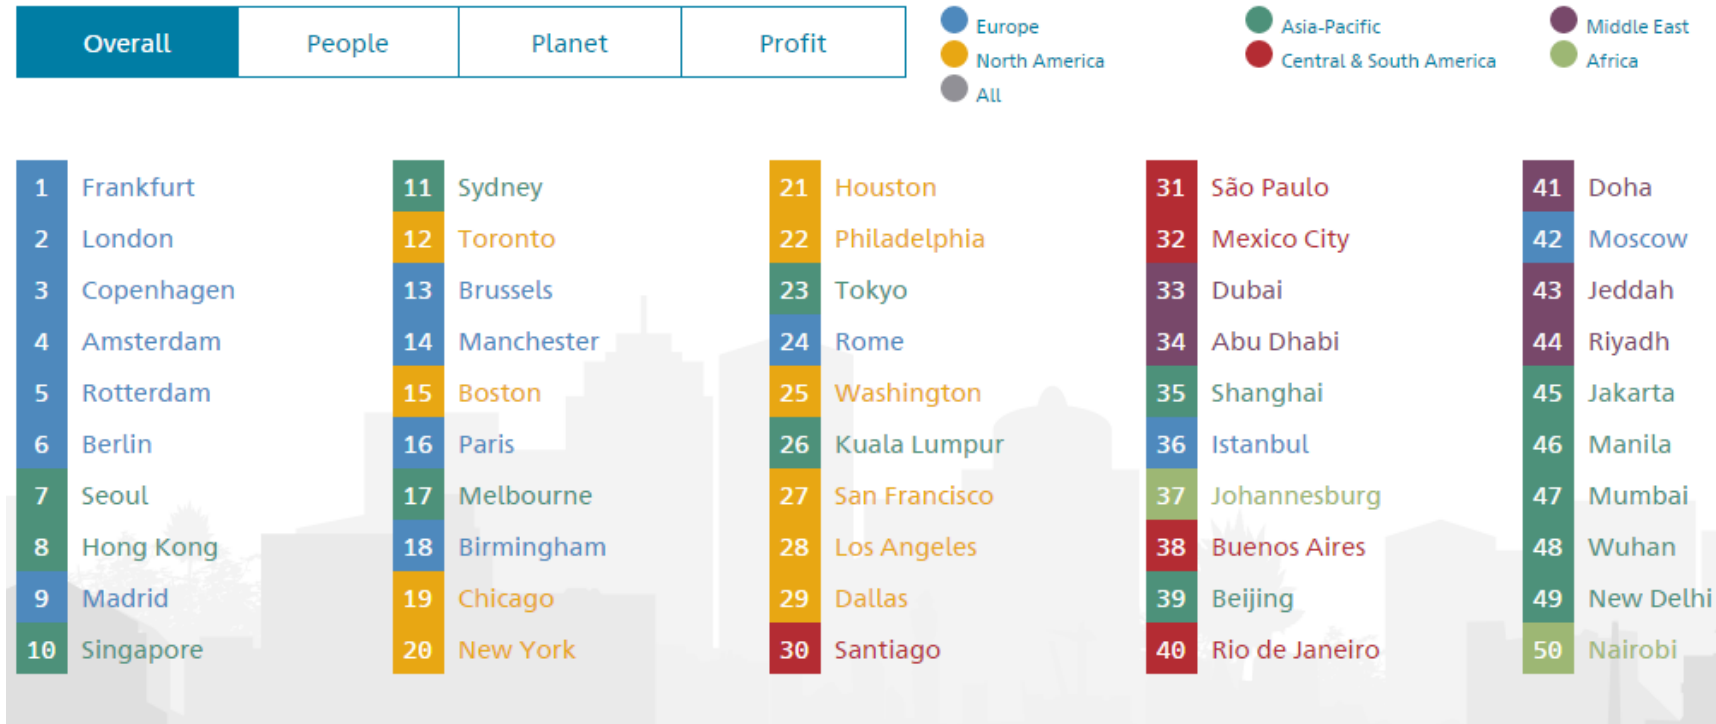 Overall
People
Planet
Profit
Europe
Asia-Pacific
Middle East
North America
Central & South America
Africa
All
1 Frankfurt
2 London
3 Copenhagen
4 Amsterdam
5 Rotterdam
6 Berlin
7 Seoul
8 Hong Kong
9 Madrid
10 Singapore
11 Sydney
12 Toronto
13 Brussels
14 Manchester
15 Boston
16 Paris
17 Melbourne
18 Birmingham
19 Chicago
20 New York
21 Houston
22 Philadelphia
23 Tokyo
24 Rome
25 Washington
26 Kuala Lumpur
27 San Francisco
28 Los Angeles
29 Dallas
30 Santiago
31 São Paulo
32 Mexico City
33 Dubai
34 Abu Dhabi
35 Shanghai
36 Istanbul
37 Johannesburg
38 Buenos Aires
39 Beijing
40 Rio de Janeiro
41 Doha
42 Moscow
43 Jeddah
44 Riyadh
45 Jakarta
46 Manila
47 Mumbai
48 Wuhan
49 New Delhi
50 Nairobi